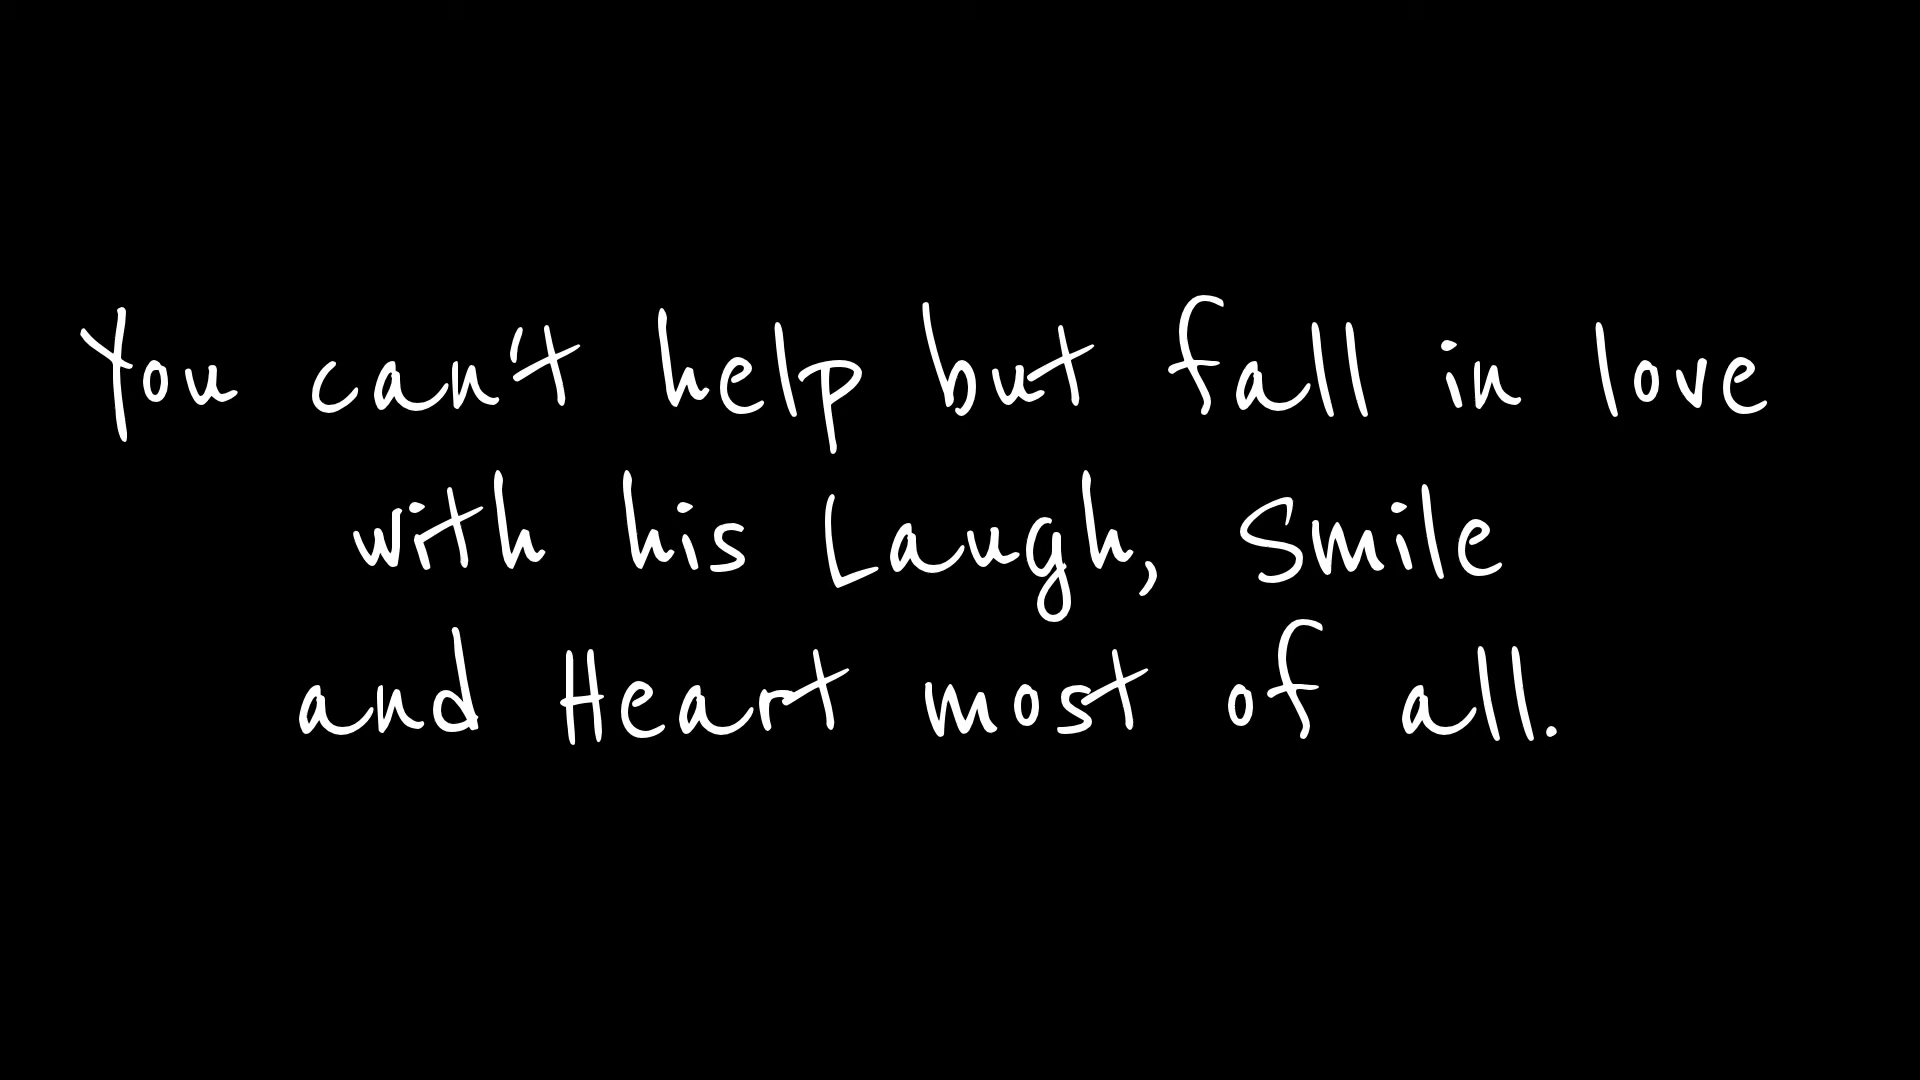 You can't help but fall in love
with his Laugh, Smile
and Heart most of all.